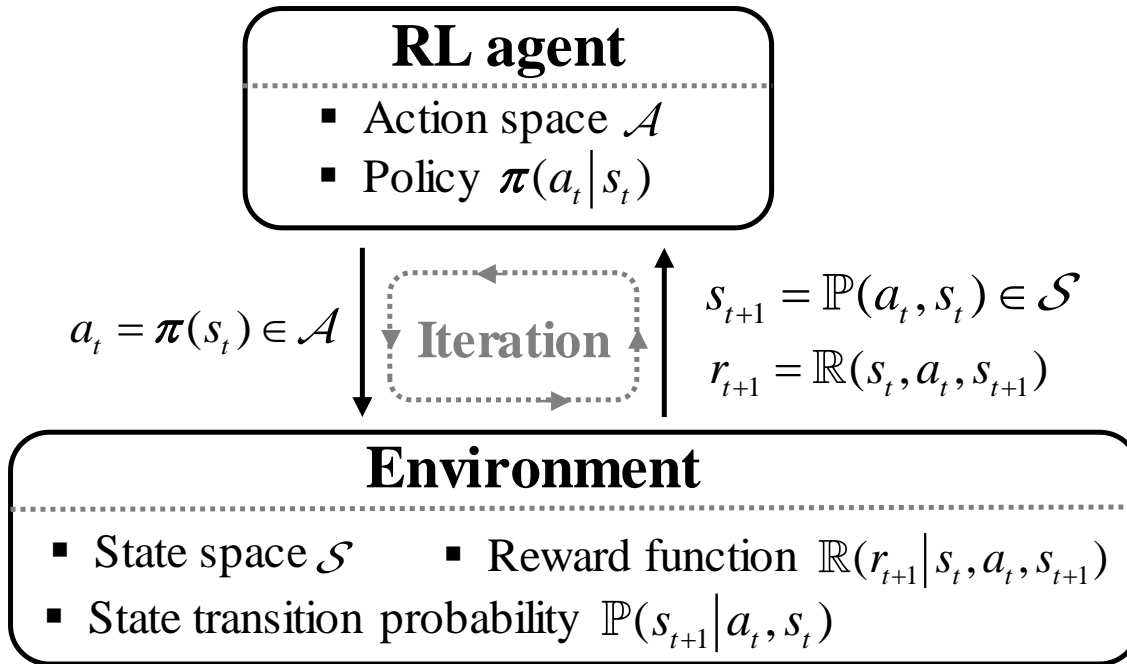 RL agent
▪ Action space 𝒜
▪ Policy π(a_t|s_t)
a_t = π(s_t) ∈ 𝒜
Iteration
s_{t+1} = ℙ(a_t, s_t) ∈ 𝒮
r_{t+1} = ℝ(s_t, a_t, s_{t+1})
Environment
▪ State space 𝒮 ▪ Reward function ℝ(r_{t+1}|s_t, a_t, s_{t+1})
▪ State transition probability ℙ(s_{t+1}|a_t, s_t)